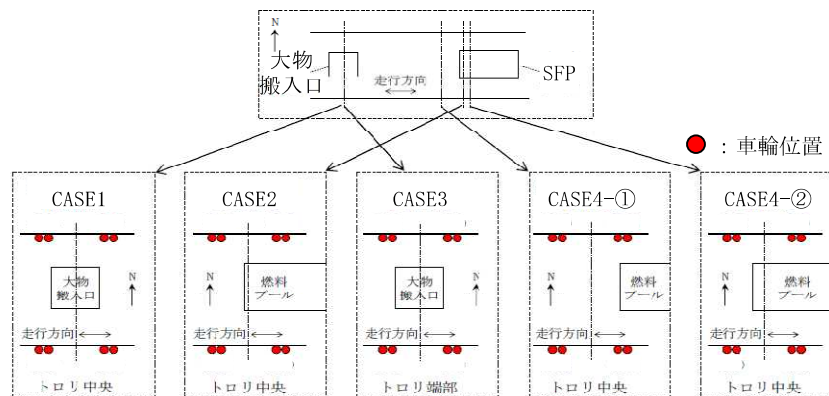 N
大物
搬入口
走行方向
SFP
：車輪位置
CASE1
大物
搬入口
N
走行方向
トロリ中央
CASE2
N
燃料
プール
走行方向
トロリ中央
CASE3
大物
搬入口
N
走行方向
トロリ端部
CASE4-①
N
燃料
プール
走行方向
トロリ中央
CASE4-②
N
燃料
プール
走行方向
トロリ中央